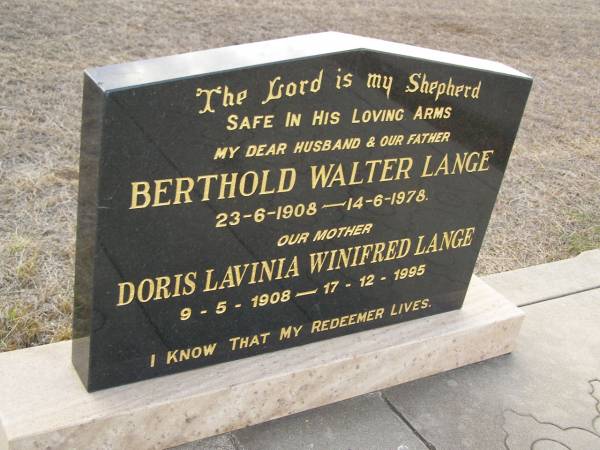 The Lord is my Shepherd
SAFE IN HIS LOVING ARMS
MY DEAR HUSBAND & OUR FATHER
BERTHOLD WALTER LANGE
23-6-1908 — 14-6-1978.
OUR MOTHER
DORIS LAVINIA WINIFRED LANGE
9 - 5 - 1908 — 17 - 12 - 1995
I KNOW THAT MY REDEEMER LIVES.